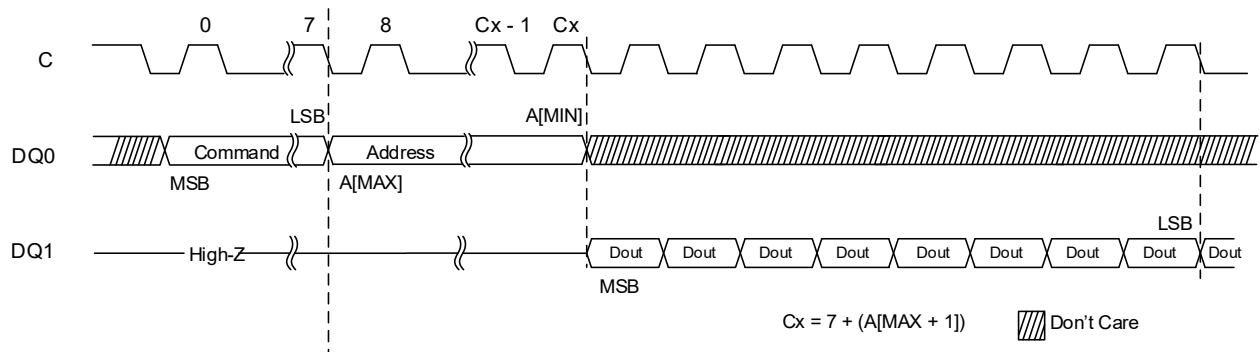 0 7 8 Cx - 1 Cx
C
LSB A[MIN]
DQ0 Command Address
MSB A[MAX]
LSB
DQ1 High-Z Dout Dout Dout Dout Dout Dout Dout Dout Dout
MSB
Cx = 7 + (A[MAX + 1]) Don't Care